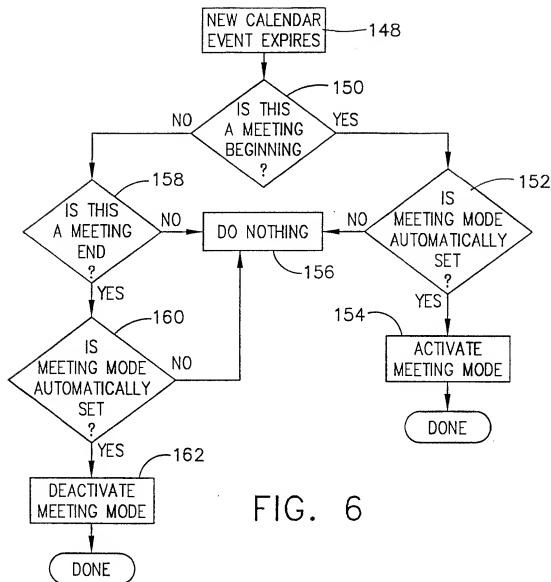 NEW CALENDAR
EVENT EXPIRES
148
150
IS THIS
A MEETING
BEGINNING
?
NO
YES
158
IS THIS
A MEETING
END
?
NO
YES
DO NOTHING
156
152
IS
MEETING MODE
AUTOMATICALLY
SET
?
NO
YES
154
ACTIVATE
MEETING MODE
DONE
160
IS
MEETING MODE
AUTOMATICALLY
SET
?
NO
YES
162
DEACTIVATE
MEETING MODE
DONE
FIG. 6